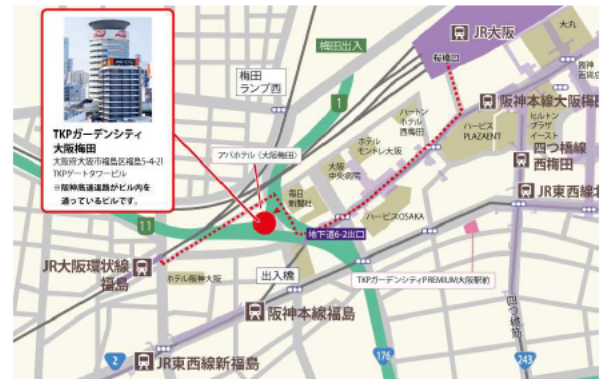 TKPガーデンシティ
大阪梅田
大阪府大阪市福島区福島5-4-21
TKPゲートタワービル
※阪神高速道路がビル内を
通っているビルです。
梅田出入
1
梅田
ランプ西
JR大阪
桜橋口
大丸
阪神
百貨店
阪神本線大阪梅田
ハートン
ホテル
西梅田
ハービス
PLAZAENT
ヒルトン
プラザ
イースト
四つ橋線
西梅田
JR東西線北
ホテル
モントレ大阪
大阪
中央病院
アパホテル〈大阪梅田〉
毎日
新聞社
ハービスOSAKA
地下道6-2出口
11
JR大阪環状線
福島
ホテル阪神大阪
出入橋
TKPガーデンシティPREMIUM大阪駅前
阪神本線福島
四つ橋筋
2
JR東西線新福島
176
243